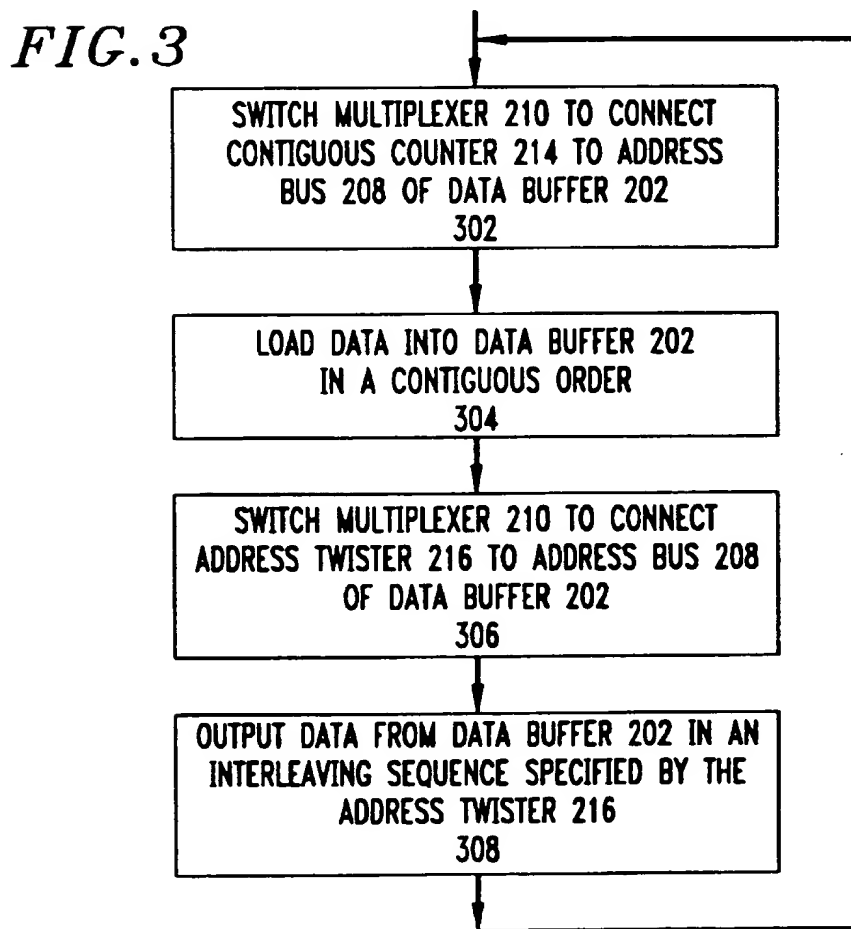 FIG.3
SWITCH MULTIPLEXER 210 TO CONNECT
CONTIGUOUS COUNTER 214 TO ADDRESS
BUS 208 OF DATA BUFFER 202
302
LOAD DATA INTO DATA BUFFER 202
IN A CONTIGUOUS ORDER
304
SWITCH MULTIPLEXER 210 TO CONNECT
ADDRESS TWISTER 216 TO ADDRESS BUS 208
OF DATA BUFFER 202
306
OUTPUT DATA FROM DATA BUFFER 202 IN AN
INTERLEAVING SEQUENCE SPECIFIED BY THE
ADDRESS TWISTER 216
308